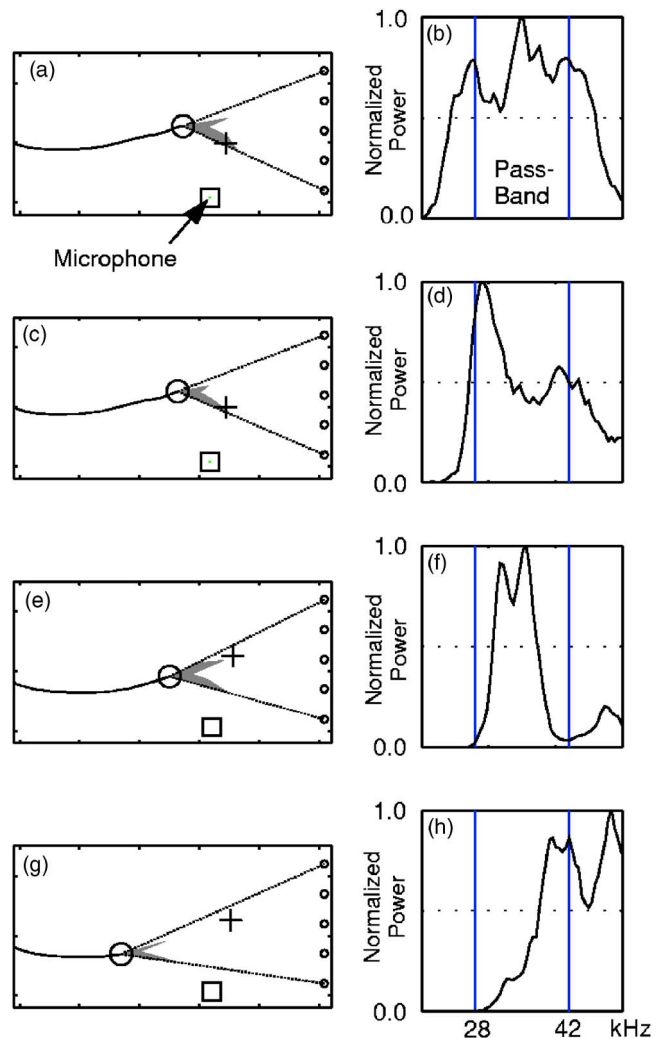 (a)
Microphone
(b)
Normalized
Power
1.0
0.0
Pass-
Band
(c)
(d)
Normalized
Power
1.0
0.0
(e)
(f)
Normalized
Power
1.0
0.0
(g)
(h)
Normalized
Power
1.0
0.0
28 42 kHz